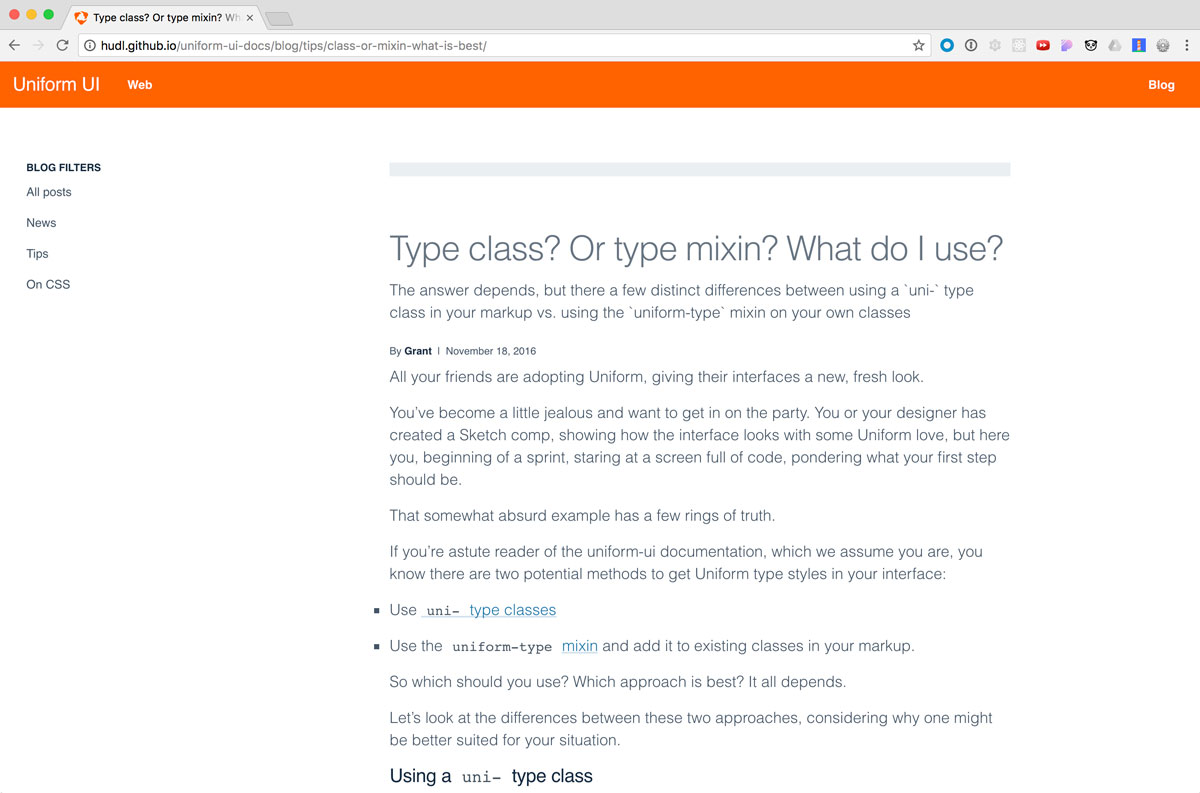 Type class? Or type mixin? Wh
hudl.github.io/uniform-ui-docs/blog/tips/class-or-mixin-what-is-best/
Uniform UI
Web
Blog
BLOG FILTERS
All posts
News
Tips
On CSS
Type class? Or type mixin? What do I use?
The answer depends, but there a few distinct differences between using a `uni-` type
class in your markup vs. using the `uniform-type` mixin on your own classes
By Grant | November 18, 2016
All your friends are adopting Uniform, giving their interfaces a new, fresh look.
You’ve become a little jealous and want to get in on the party. You or your designer has
created a Sketch comp, showing how the interface looks with some Uniform love, but here
you, beginning of a sprint, staring at a screen full of code, pondering what your first step
should be.
That somewhat absurd example has a few rings of truth.
If you’re astute reader of the uniform-ui documentation, which we assume you are, you
know there are two potential methods to get Uniform type styles in your interface:
Use uni- type classes
Use the uniform-type mixin and add it to existing classes in your markup.
So which should you use? Which approach is best? It all depends.
Let’s look at the differences between these two approaches, considering why one might
be better suited for your situation.
Using a uni- type class